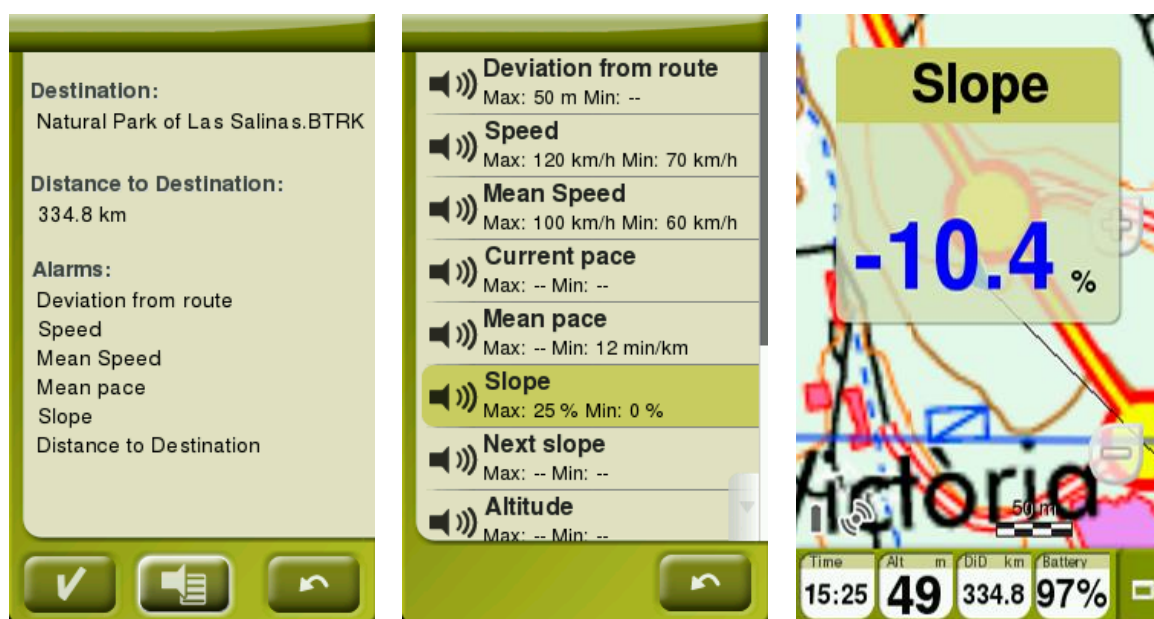 Destination:
Natural Park of Las Salinas.BTRK
Distance to Destination:
334.8 km
Alarms:
Deviation from route
Speed
Mean Speed
Mean pace
Slope
Distance to Destination
Deviation from route
Max: 50 m Min: --
Speed
Max: 120 km/h Min: 70 km/h
Mean Speed
Max: 100 km/h Min: 60 km/h
Current pace
Max: -- Min: --
Mean pace
Max: -- Min: 12 min/km
Slope
Max: 25 % Min: 0 %
Next slope
Max: -- Min: --
Altitude
Max: -- Min: --
Slope
-10.4 %
Victòria
50 m
Time
15:25
Alt m
49
DiD km
334.8
Battery
97%